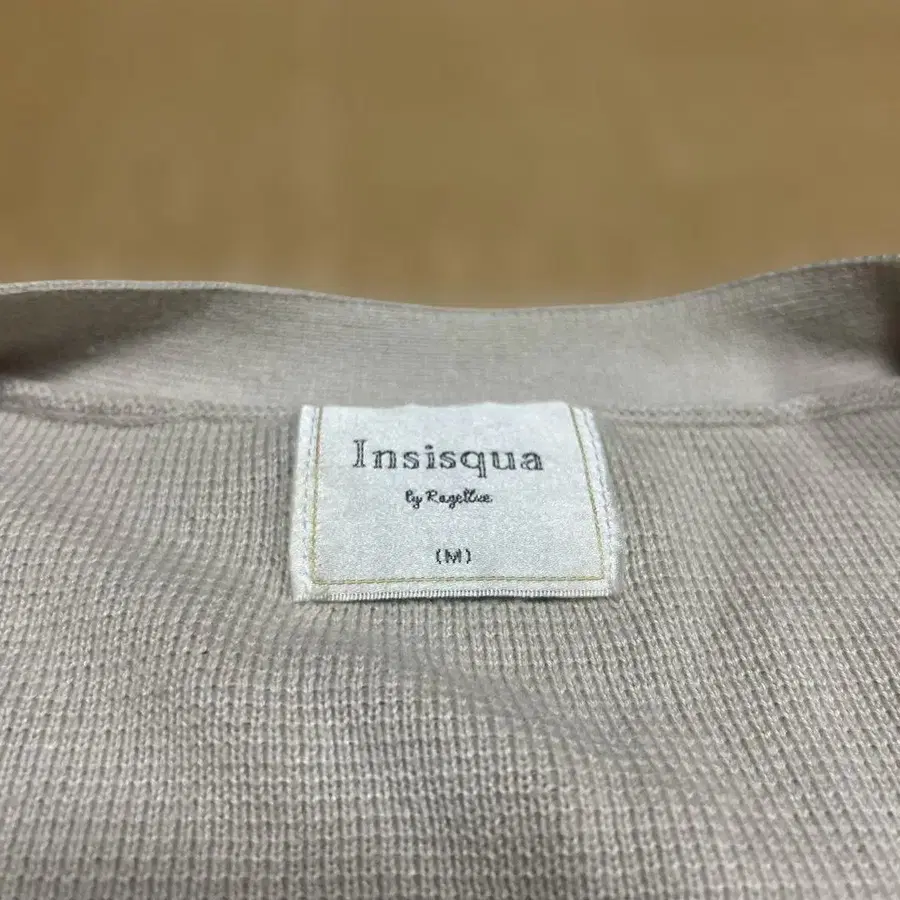 Insisqua
by RageBlue
(M)